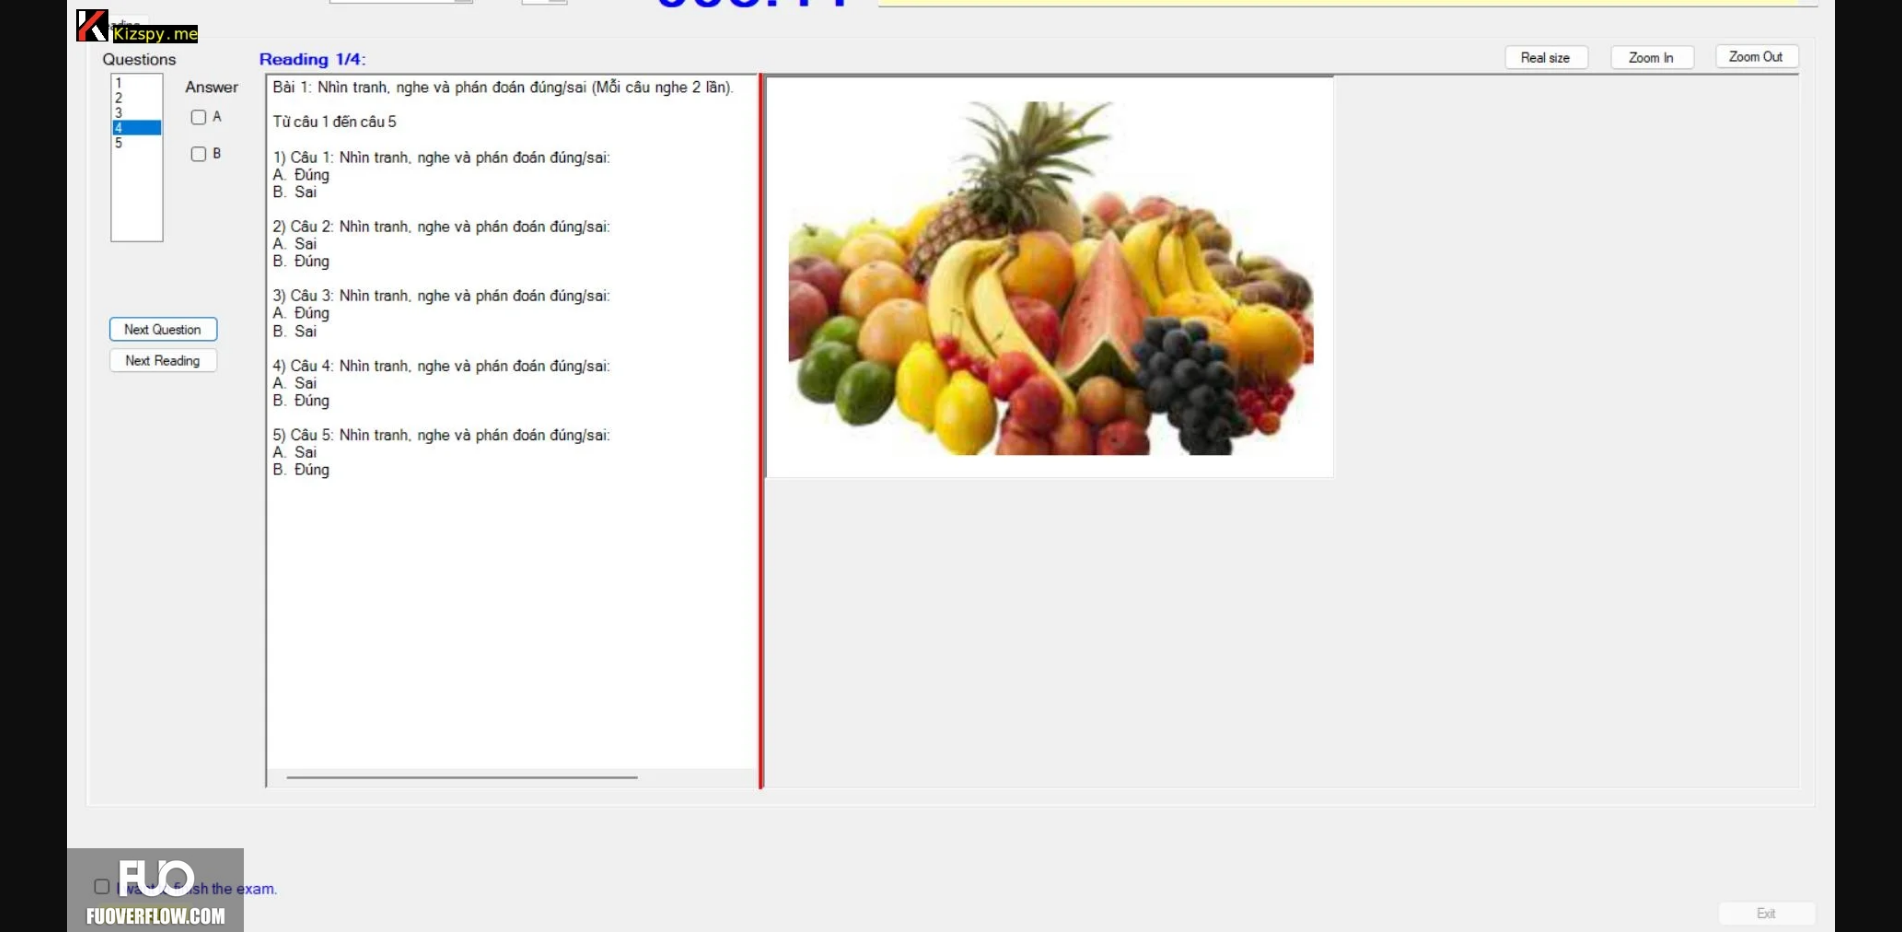 Kizspy.me
Questions
Reading 1/4:
Real size
Zoom In
Zoom Out
1
2
3
4
5
Answer
A
B
Next Question
Next Reading
Bài 1: Nhìn tranh, nghe và phán đoán đúng/sai (Mỗi câu nghe 2 lần).
Từ câu 1 đến câu 5
1) Câu 1: Nhìn tranh, nghe và phán đoán đúng/sai:
A. Đúng
B. Sai
2) Câu 2: Nhìn tranh, nghe và phán đoán đúng/sai:
A. Sai
B. Đúng
3) Câu 3: Nhìn tranh, nghe và phán đoán đúng/sai:
A. Đúng
B. Sai
4) Câu 4: Nhìn tranh, nghe và phán đoán đúng/sai:
A. Sai
B. Đúng
5) Câu 5: Nhìn tranh, nghe và phán đoán đúng/sai:
A. Sai
B. Đúng
I the exam.
FUO
FUOVERFLOW.COM
Exit